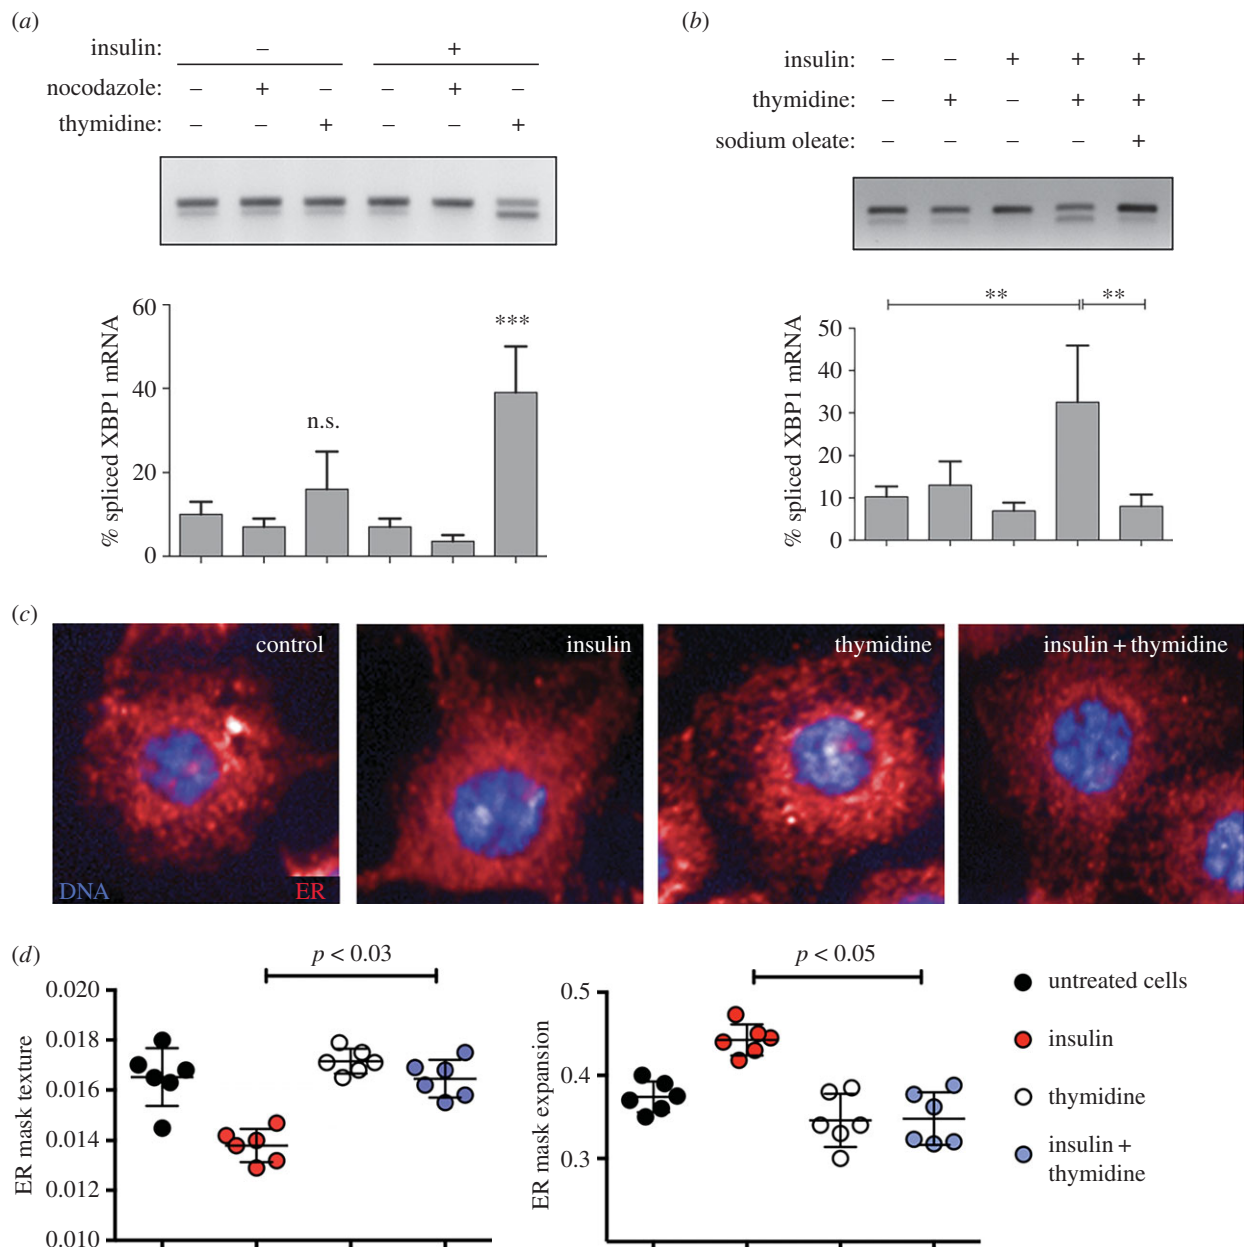 (a)
insulin: – +
nocodazole: – + – – + –
thymidine: – – + – – +
% spliced XBP1 mRNA
60
40
20
0
n.s.
***
(b)
insulin: – – + + +
thymidine: – + – + +
sodium oleate: – – – – +
** **
% spliced XBP1 mRNA
50
40
30
20
10
0
(c)
control
insulin
thymidine
insulin + thymidine
DNA
ER
(d)
p < 0.03
ER mask texture
0.020
0.018
0.016
0.014
0.012
0.010
p < 0.05
ER mask expansion
0.5
0.4
0.3
untreated cells
insulin
thymidine
insulin +
thymidine